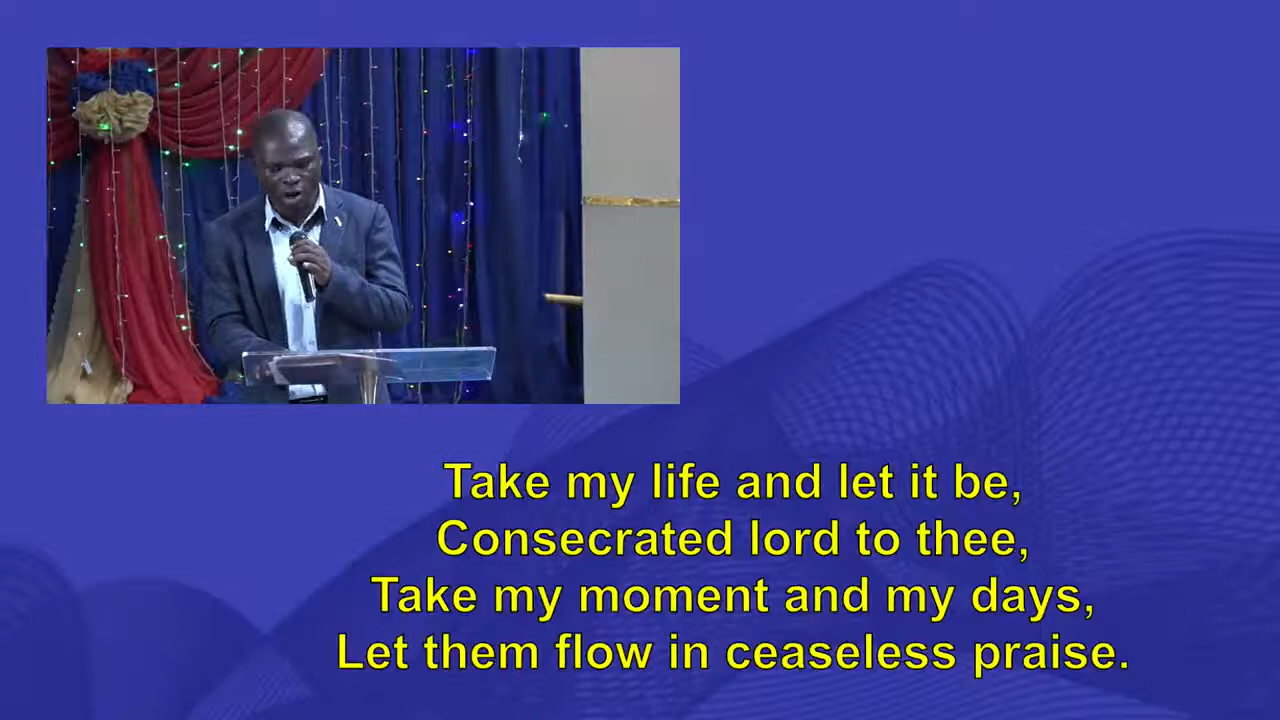 Take my life and let it be,
Consecrated lord to thee,
Take my moment and my days,
Let them flow in ceaseless praise.